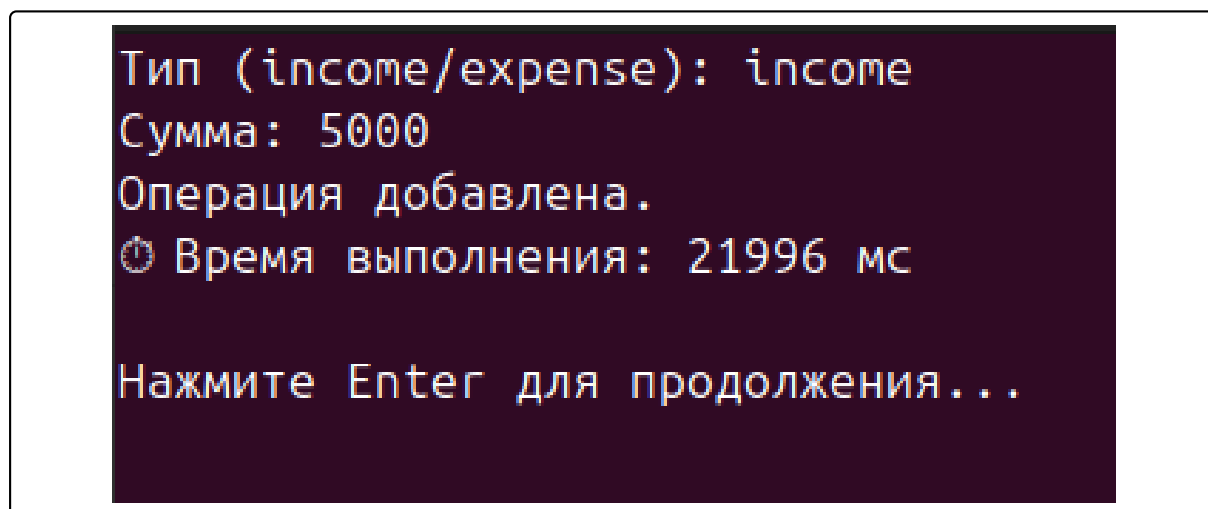 Тип (income/expense): income
Сумма: 5000
Операция добавлена.
⏱ Время выполнения: 21996 мс
Нажмите Enter для продолжения...